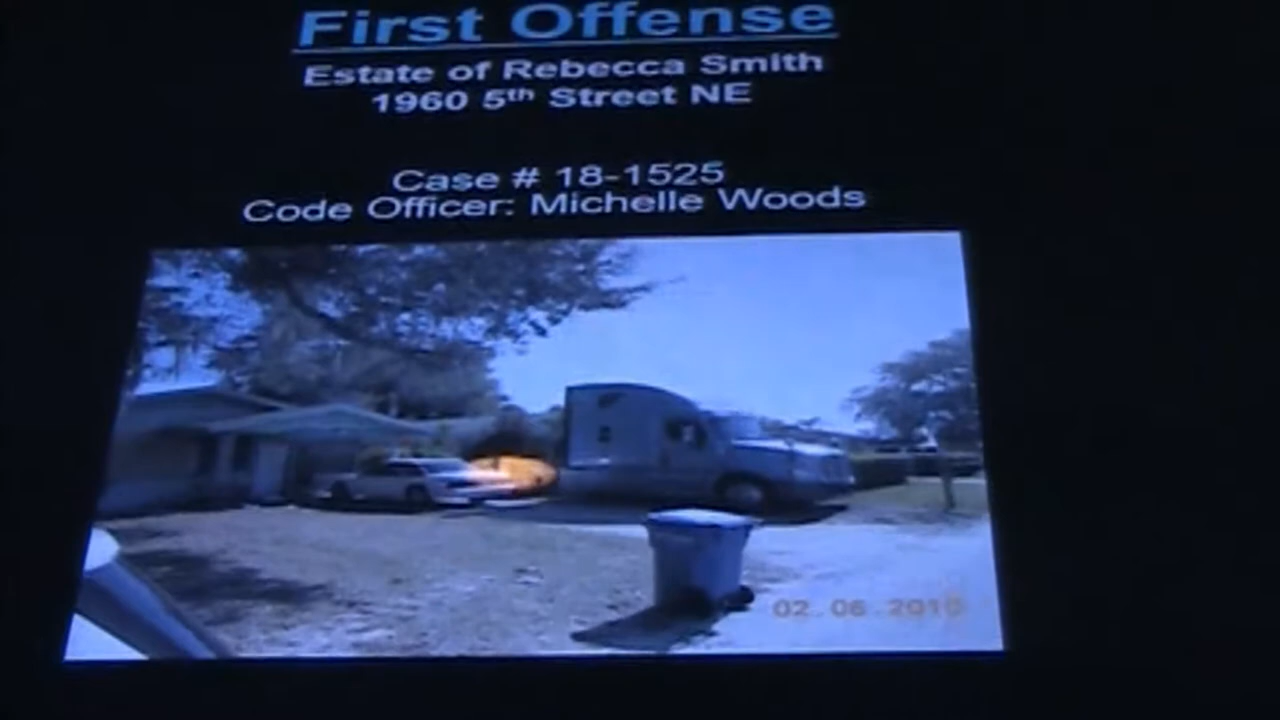 First Offense
Estate of Rebecca Smith
1960 5th Street NE
Case # 18-1525
Code Officer: Michelle Woods